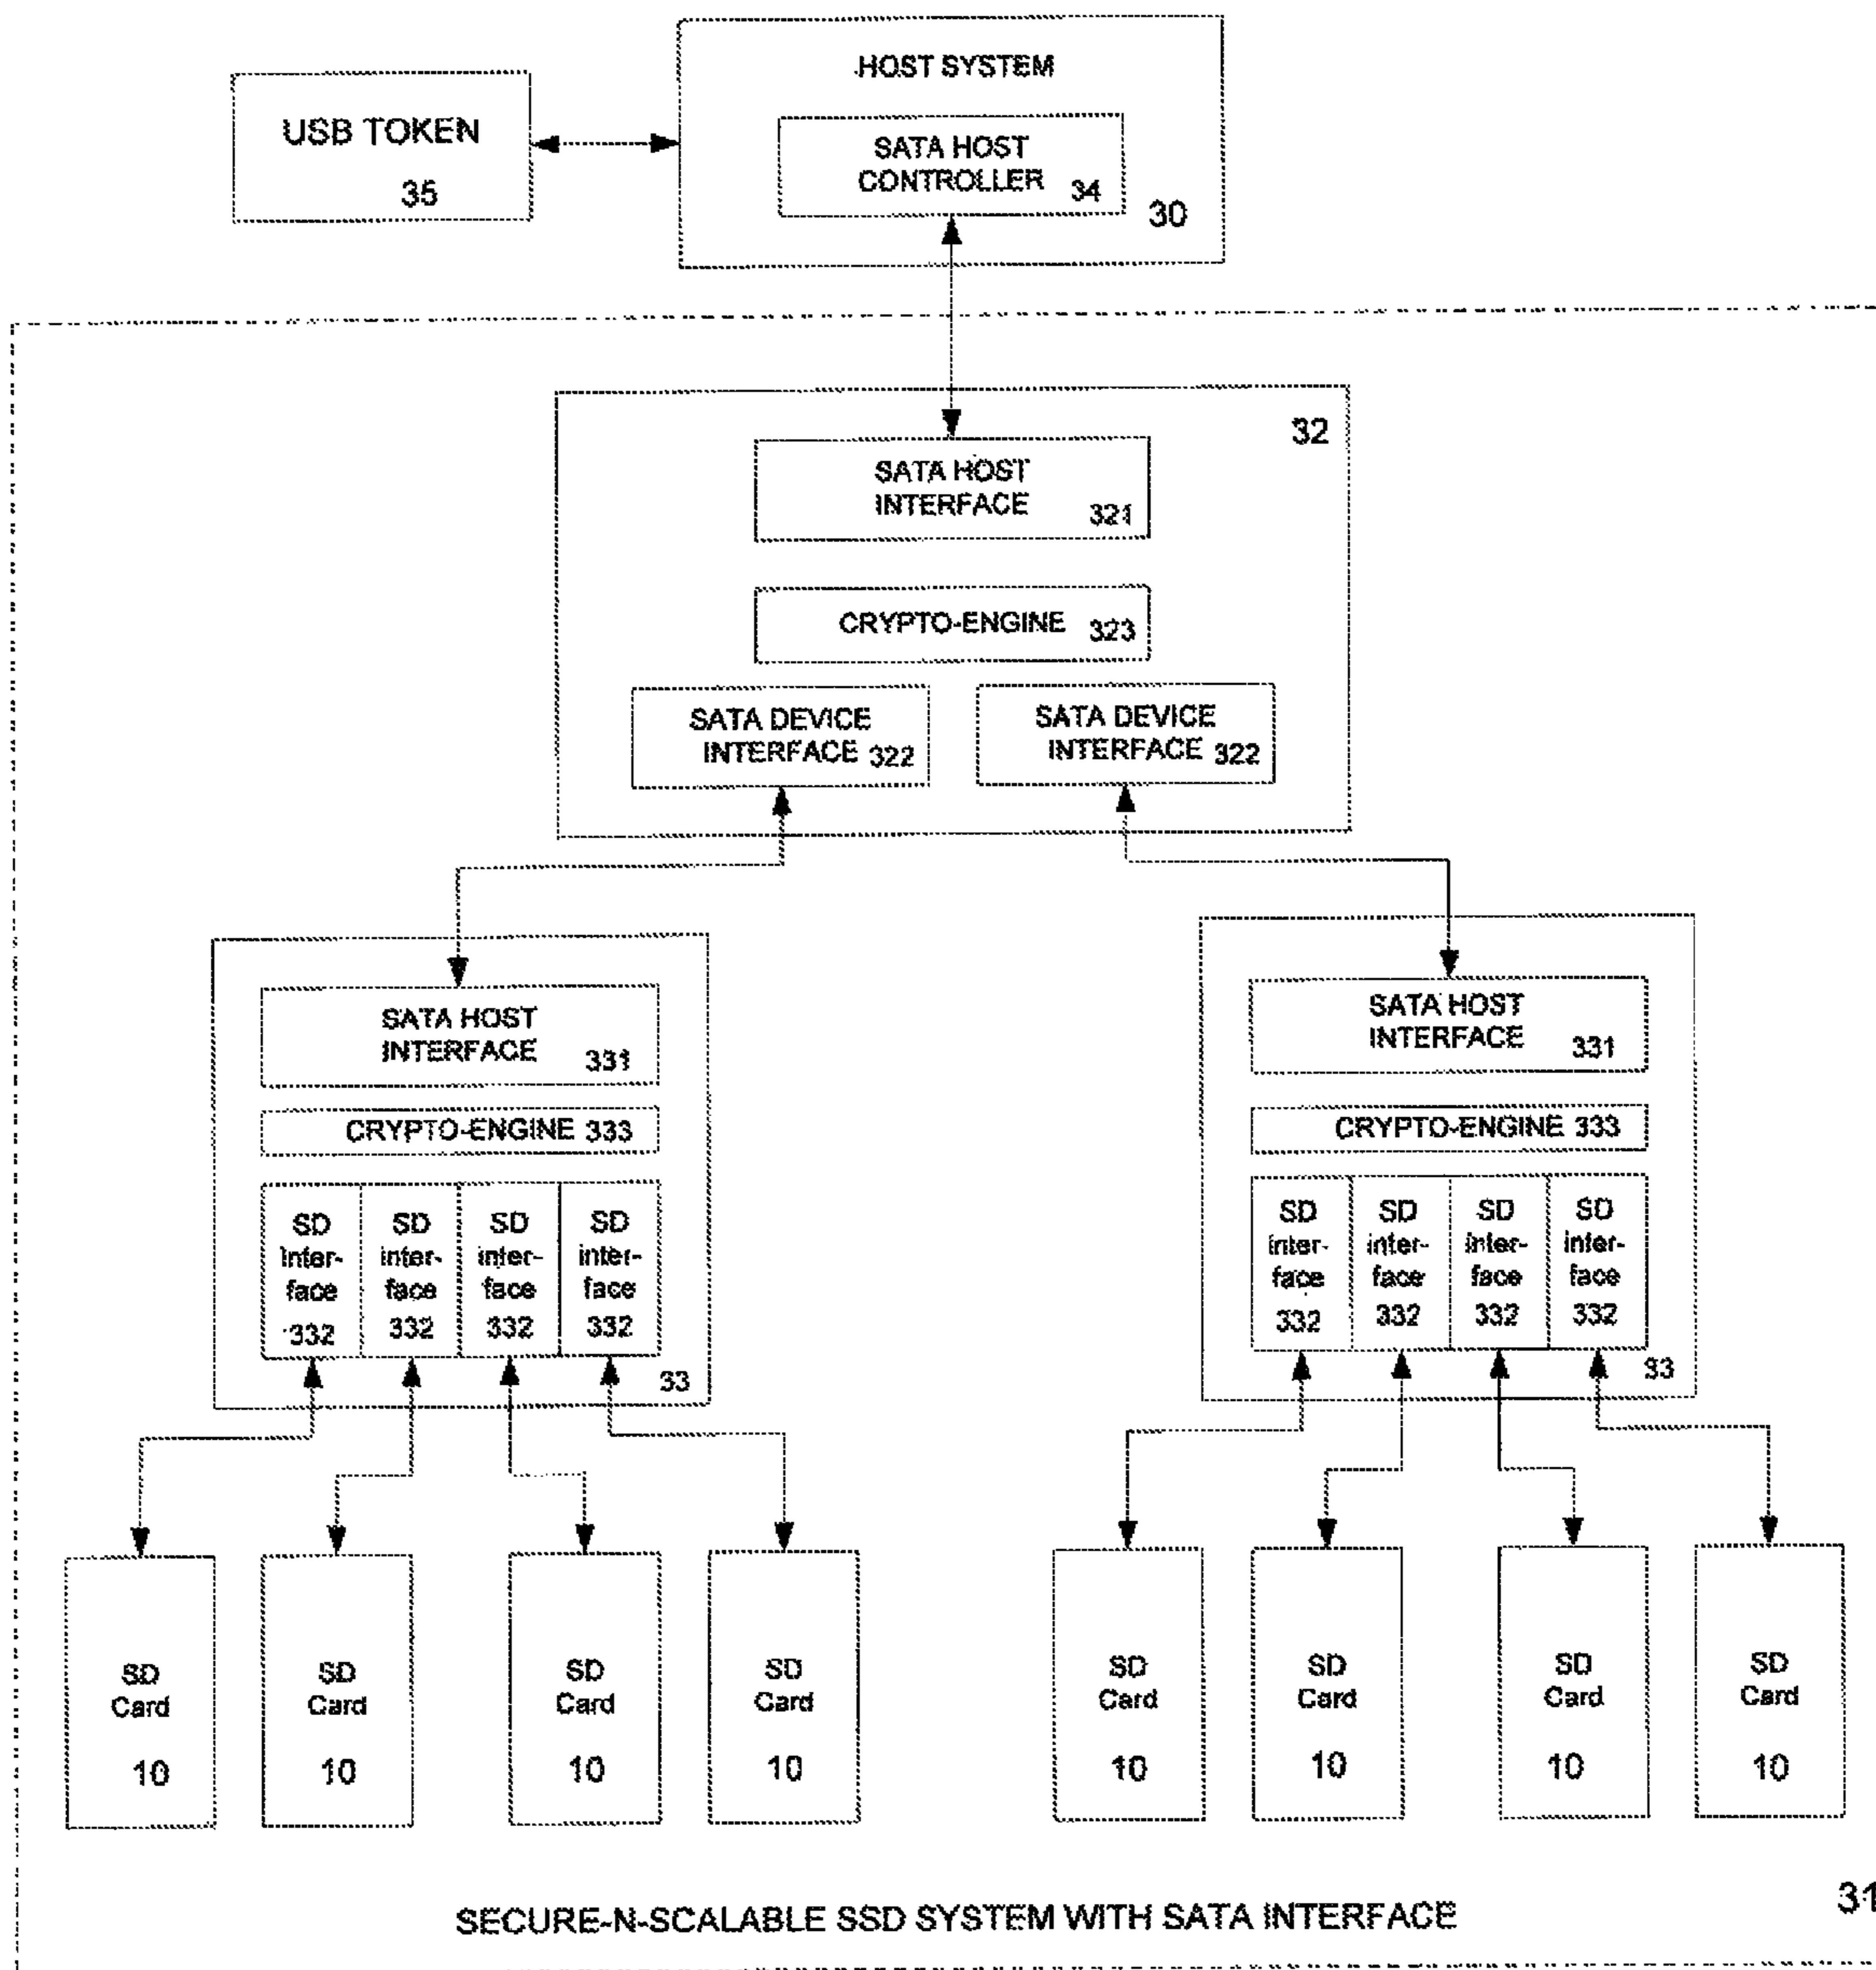 HOST SYSTEM
USB TOKEN
35
SATA HOST
CONTROLLER 34
30
32
SATA HOST
INTERFACE 321
CRYPTO-ENGINE 323
SATA DEVICE
INTERFACE 322
SATA DEVICE
INTERFACE 322
SATA HOST
INTERFACE 331
CRYPTO-ENGINE 333
SD
inter-
face
332
SD
inter-
face
332
SD
inter-
face
332
SD
inter-
face
332
33
SATA HOST
INTERFACE 331
CRYPTO-ENGINE 333
SD
inter-
face
332
SD
inter-
face
332
SD
inter-
face
332
SD
inter-
face
332
33
SD
Card
10
SD
Card
10
SD
Card
10
SD
Card
10
SD
Card
10
SD
Card
10
SD
Card
10
SD
Card
10
SECURE-N-SCALABLE SSD SYSTEM WITH SATA INTERFACE
31